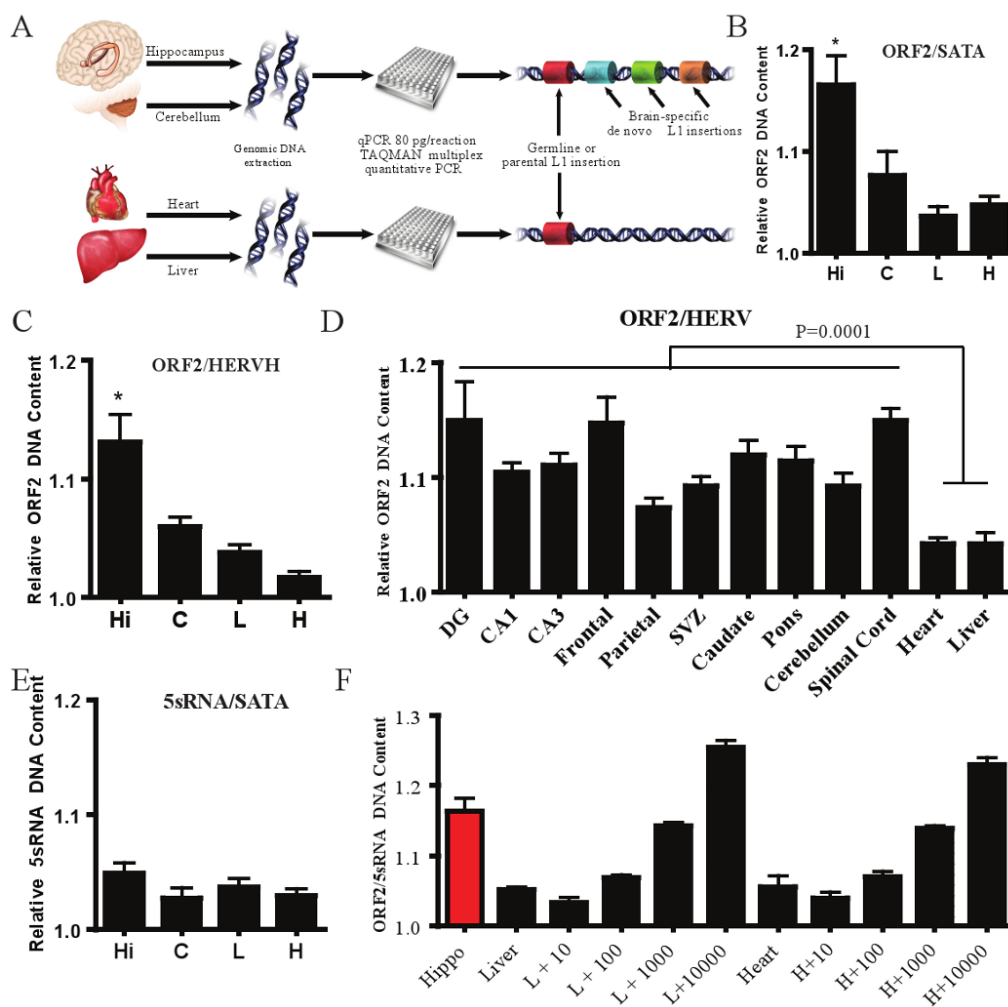 A
Hippocampus
Cerebellum
Genomic DNA
extraction
qPCR 80 pg/reaction
TAQMAN multiplex
quantitative PCR
Germline or
parental L1 insertion
Brain-specific
de novo L1 insertions
Heart
Liver
B
ORF2/SATA
Relative ORF2 DNA Content
1.2
1.10
1.0
*
Hi C L H
C
ORF2/HERVH
Relative ORF2 DNA Content
1.2
1.10
1.0
*
Hi C L H
D
ORF2/HERV
P=0.0001
Relative ORF2 DNA Content
1.2
1.10
1.0
DG CA1 CA3 Frontal Parietal SVZ Caudate Pons Cerebellum Spinal Cord Heart Liver
E
5sRNA/SATA
Relative 5sRNA DNA Content
1.2
1.10
1.0
Hi C L H
F
ORF2/5sRNA DNA Content
1.3
1.2
1.10
1.0
Hippo Liver L + 10 L + 100 L + 1000 L+10000 Heart H+10 H+100 H+1000 H+10000